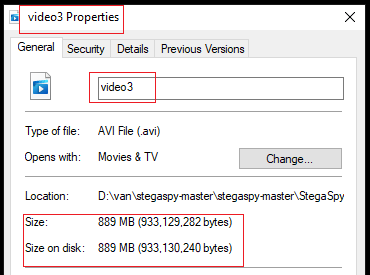 video3 Properties
General Security Details Previous Versions
video3
Type of file: AVI File (.avi)
Opens with: Movies & TV Change...
Location: D:\van\stegaspy-master\stegaspy-master\StegaSpy
Size: 889 MB (933,129,282 bytes)
Size on disk: 889 MB (933,130,240 bytes)